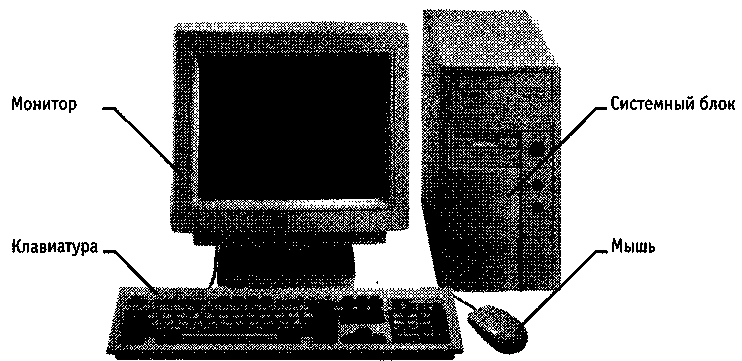 Монитор
Системный блок
Клавиатура
Мышь